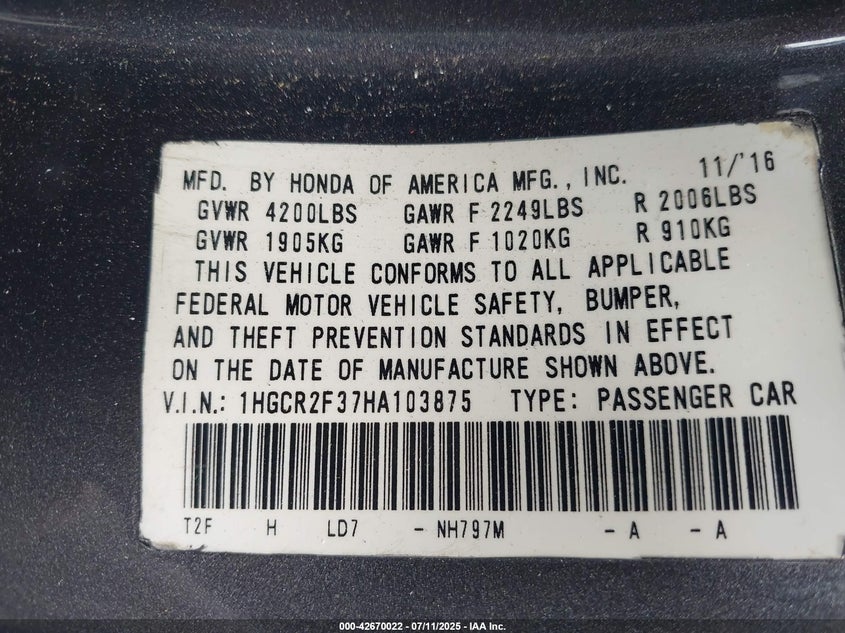 MFD. BY HONDA OF AMERICA MFG., INC. 11/'16
GVWR 4200LBS GAWR F 2249LBS R 2006LBS
GVWR 1905KG GAWR F 1020KG R 910KG
THIS VEHICLE CONFORMS TO ALL APPLICABLE
FEDERAL MOTOR VEHICLE SAFETY, BUMPER,
AND THEFT PREVENTION STANDARDS IN EFFECT
ON THE DATE OF MANUFACTURE SHOWN ABOVE.
V.I.N.: 1HGCR2F37HA103875 TYPE: PASSENGER CAR
T2F H LD7 - NH797M - A - A
000-42670022 - 07/11/2025 - IAA Inc.